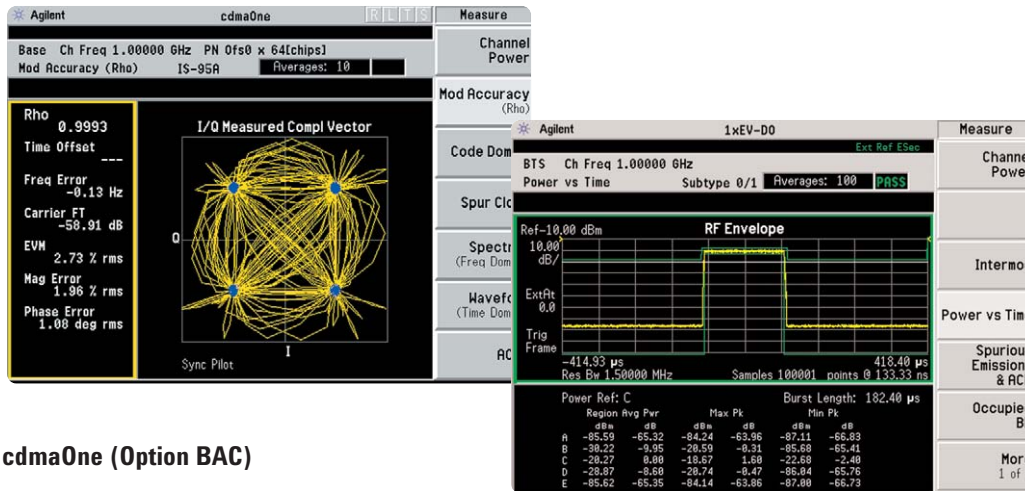 Agilent cdmaOne R L T S Measure
Base Ch Freq 1.00000 GHz PN Ofs0 x 64[chips]
Mod Accuracy (Rho) IS-95A Averages: 10
Rho
0.9993
Time Offset
---
Freq Error
-0.13 Hz
Carrier FT
-58.91 dB
EVM
2.73 % rms
Mag Error
1.96 % rms
Phase Error
1.08 deg rms
I/Q Measured Compl Vector
Q
I
Sync Pilot
Channel
Power
Mod Accuracy
(Rho)
Code Dom
Spur Clo
Spectr
(Freq Dom
Wavefo
(Time Dom
AC
Agilent 1xEV-DO Measure
Ext Ref ESec
BTS Ch Freq 1.00000 GHz
Power vs Time Subtype 0/1 Averages: 100 PASS
Ref-10.00 dBm RF Envelope
10.00
dB/
ExtAt
0.0
Trig
Frame
-414.93 µs 418.40 µs
Res Bw 1.50000 MHz Samples 100001 points @ 133.33 ns
Power Ref: C Burst Length: 182.40 µs
Region Avg Pwr Max Pk Min Pk
dBm dB dBm dB dBm dB
A -85.59 -65.32 -84.24 -63.96 -87.11 -66.83
B -30.22 -9.95 -20.59 -0.31 -85.68 -65.41
C -20.27 0.00 -18.67 1.60 -22.68 -2.40
D -28.87 -8.60 -20.74 -0.47 -86.04 -65.76
E -85.62 -65.35 -84.14 -63.86 -87.00 -66.73
Channe
Powe
Intermo
Power vs Tim
Spuriou
Emission
& AC
Occupie
B
Mor
1 of
cdmaOne (Option BAC)